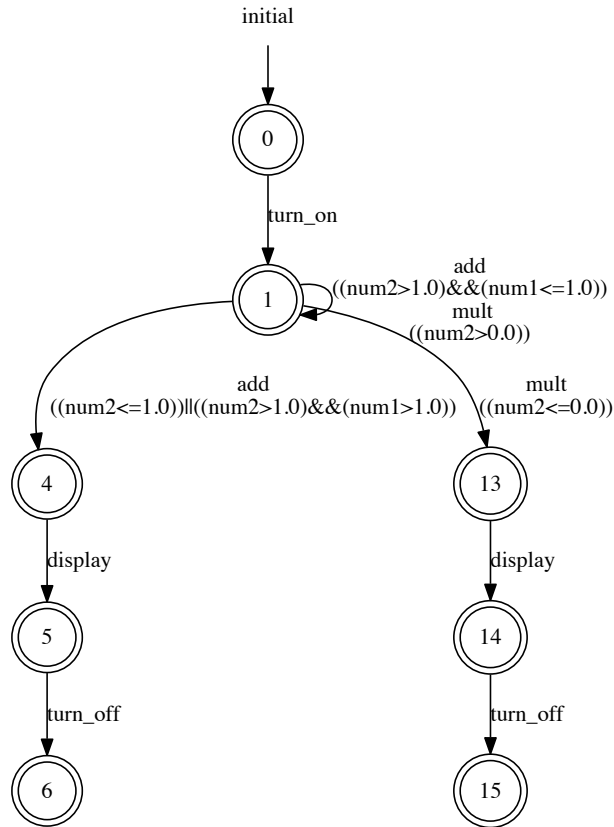 initial
0
turn_on
1
add
((num2>1.0)&&(num1<=1.0))
mult
((num2>0.0))
add
((num2<=1.0))||((num2>1.0)&&(num1>1.0))
mult
((num2<=0.0))
4
13
display
display
5
14
turn_off
turn_off
6
15